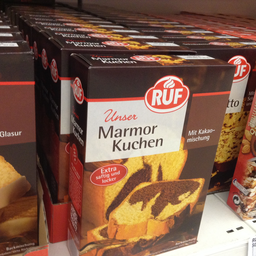 RUF
Unser
Marmor
Kuchen
Mit Kakao-
mischung
Extra
saftig und
locker
Glasur
RUF
tto